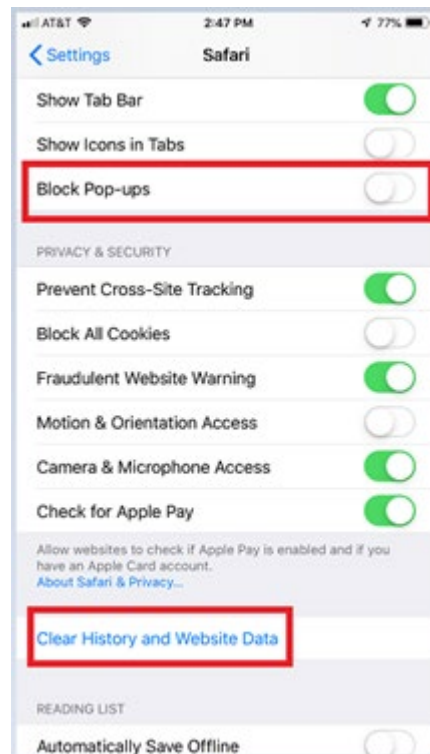 AT&T 2:47 PM 77%
Settings Safari
Show Tab Bar
Show Icons in Tabs
Block Pop-ups
PRIVACY & SECURITY
Prevent Cross-Site Tracking
Block All Cookies
Fraudulent Website Warning
Motion & Orientation Access
Camera & Microphone Access
Check for Apple Pay
Allow websites to check if Apple Pay is enabled and if you
have an Apple Card account.
About Safari & Privacy...
Clear History and Website Data
READING LIST
Automatically Save Offline